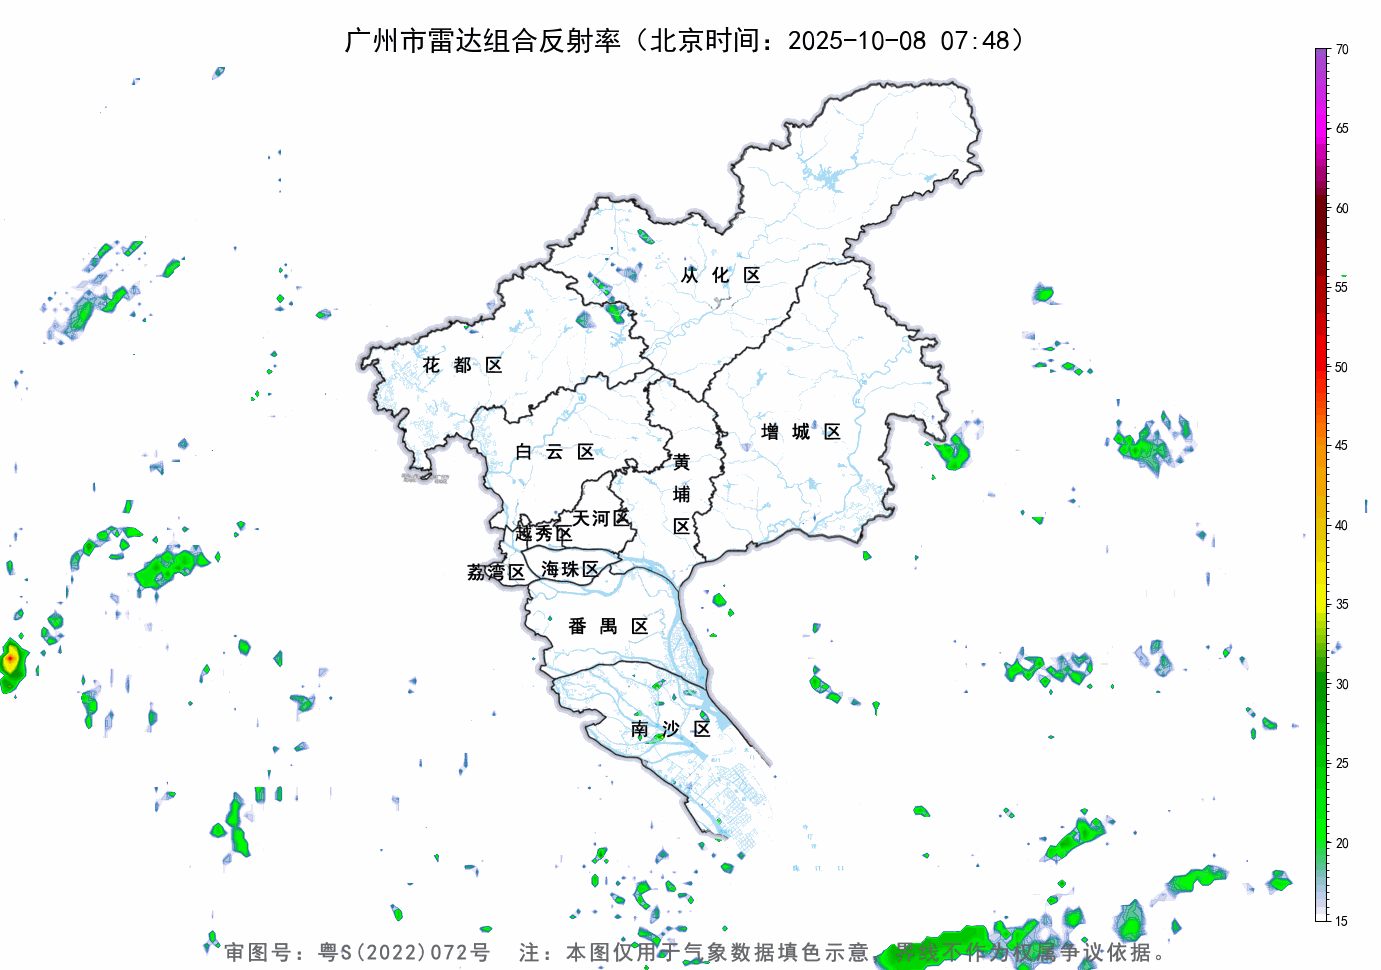 广州市雷达组合反射率（北京时间：2025-10-08 07:48）
70
65
60
55
50
45
40
35
30
25
20
15
从化区
花都区
增城区
白云区
黄埔区
天河区
越秀区
荔湾区
海珠区
番禺区
南沙区
审图号：粤S(2022)072号 注：本图仅用于气象数据填色示意，界线不作为权属争议依据。